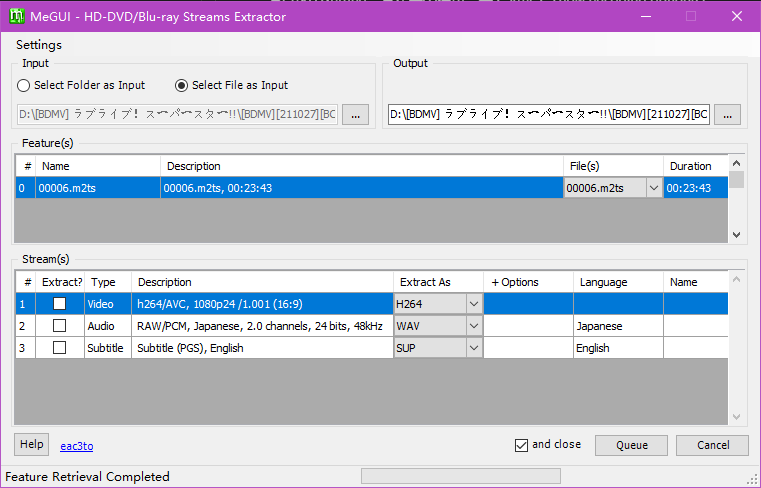 MeGUI - HD-DVD/Blu-ray Streams Extractor
Settings
Input
Select Folder as Input Select File as Input
D:\[BDMV] ラブライブ! スーパースター!!\[BDMV][211027][BC ...
Output
D:\[BDMV] ラブライブ! スーパースター!!\[BDMV][211027][BC ...
Feature(s)
# Name Description File(s) Duration
0 00006.m2ts 00006.m2ts, 00:23:43 00006.m2ts 00:23:43
Stream(s)
# Extract? Type Description Extract As + Options Language Name
1 Video h264/AVC, 1080p24 /1.001 (16:9) H264
2 Audio RAW/PCM, Japanese, 2.0 channels, 24 bits, 48kHz WAV Japanese
3 Subtitle Subtitle (PGS), English SUP English
Help eac3to and close Queue Cancel
Feature Retrieval Completed